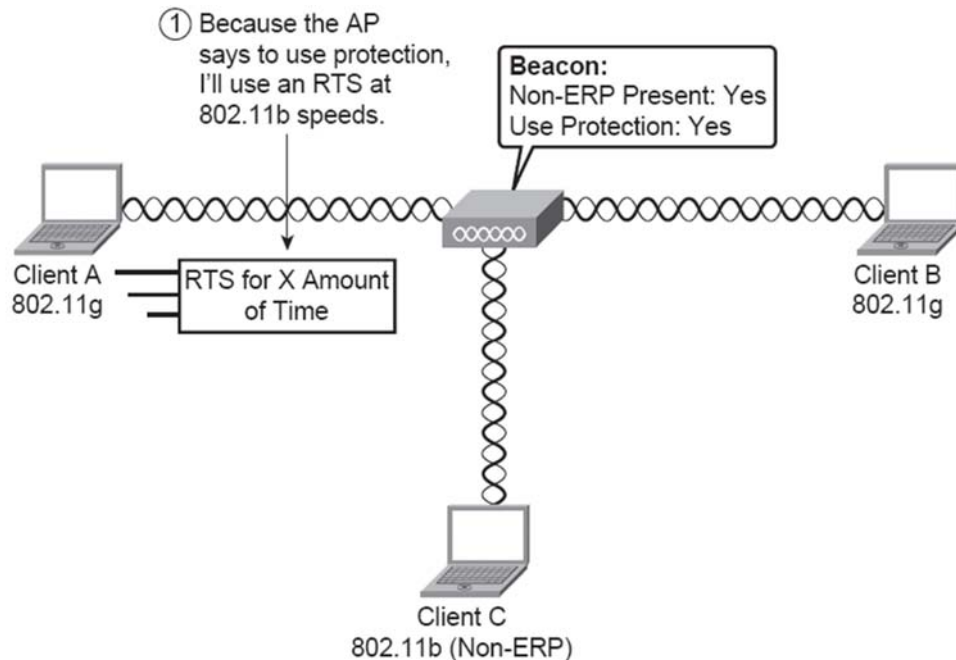 1 Because the AP
says to use protection,
I'll use an RTS at
802.11b speeds.
Beacon:
Non-ERP Present: Yes
Use Protection: Yes
Client A
802.11g
RTS for X Amount
of Time
Client B
802.11g
Client C
802.11b (Non-ERP)